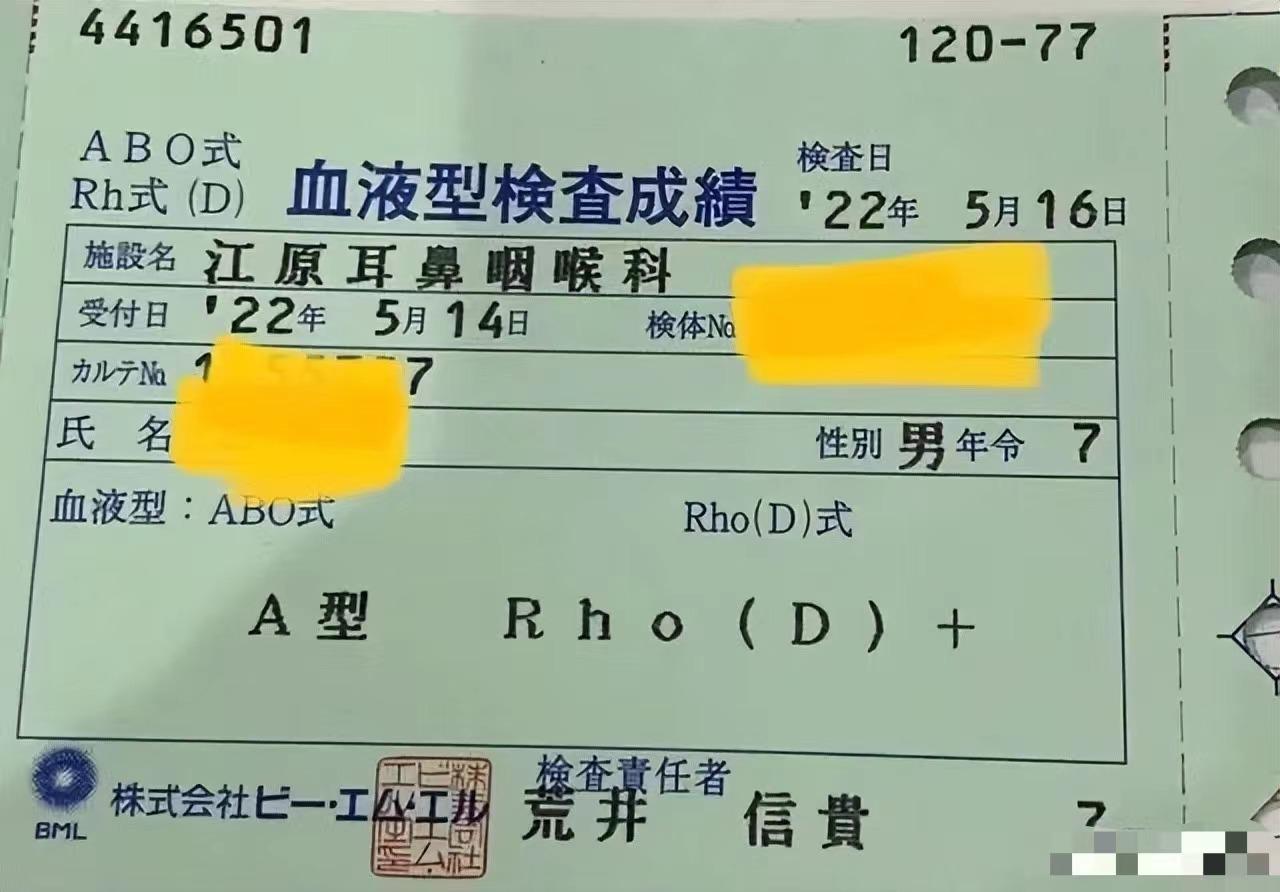 4416501 120-77
ABO式
Rh式 (D) 血液型検査成績 検査日
'22年 5月16日
施設名 江原耳鼻咽喉科
受付日 '22年 5月14日 検体№
カルテ№ 1 7
氏 名 性別 男 年令 7
血液型：ABO式 Rho(D)式
A型 Rho(D)+
BML 株式会社ビー・エム・エル 検査責任者
荒井 信貴 7